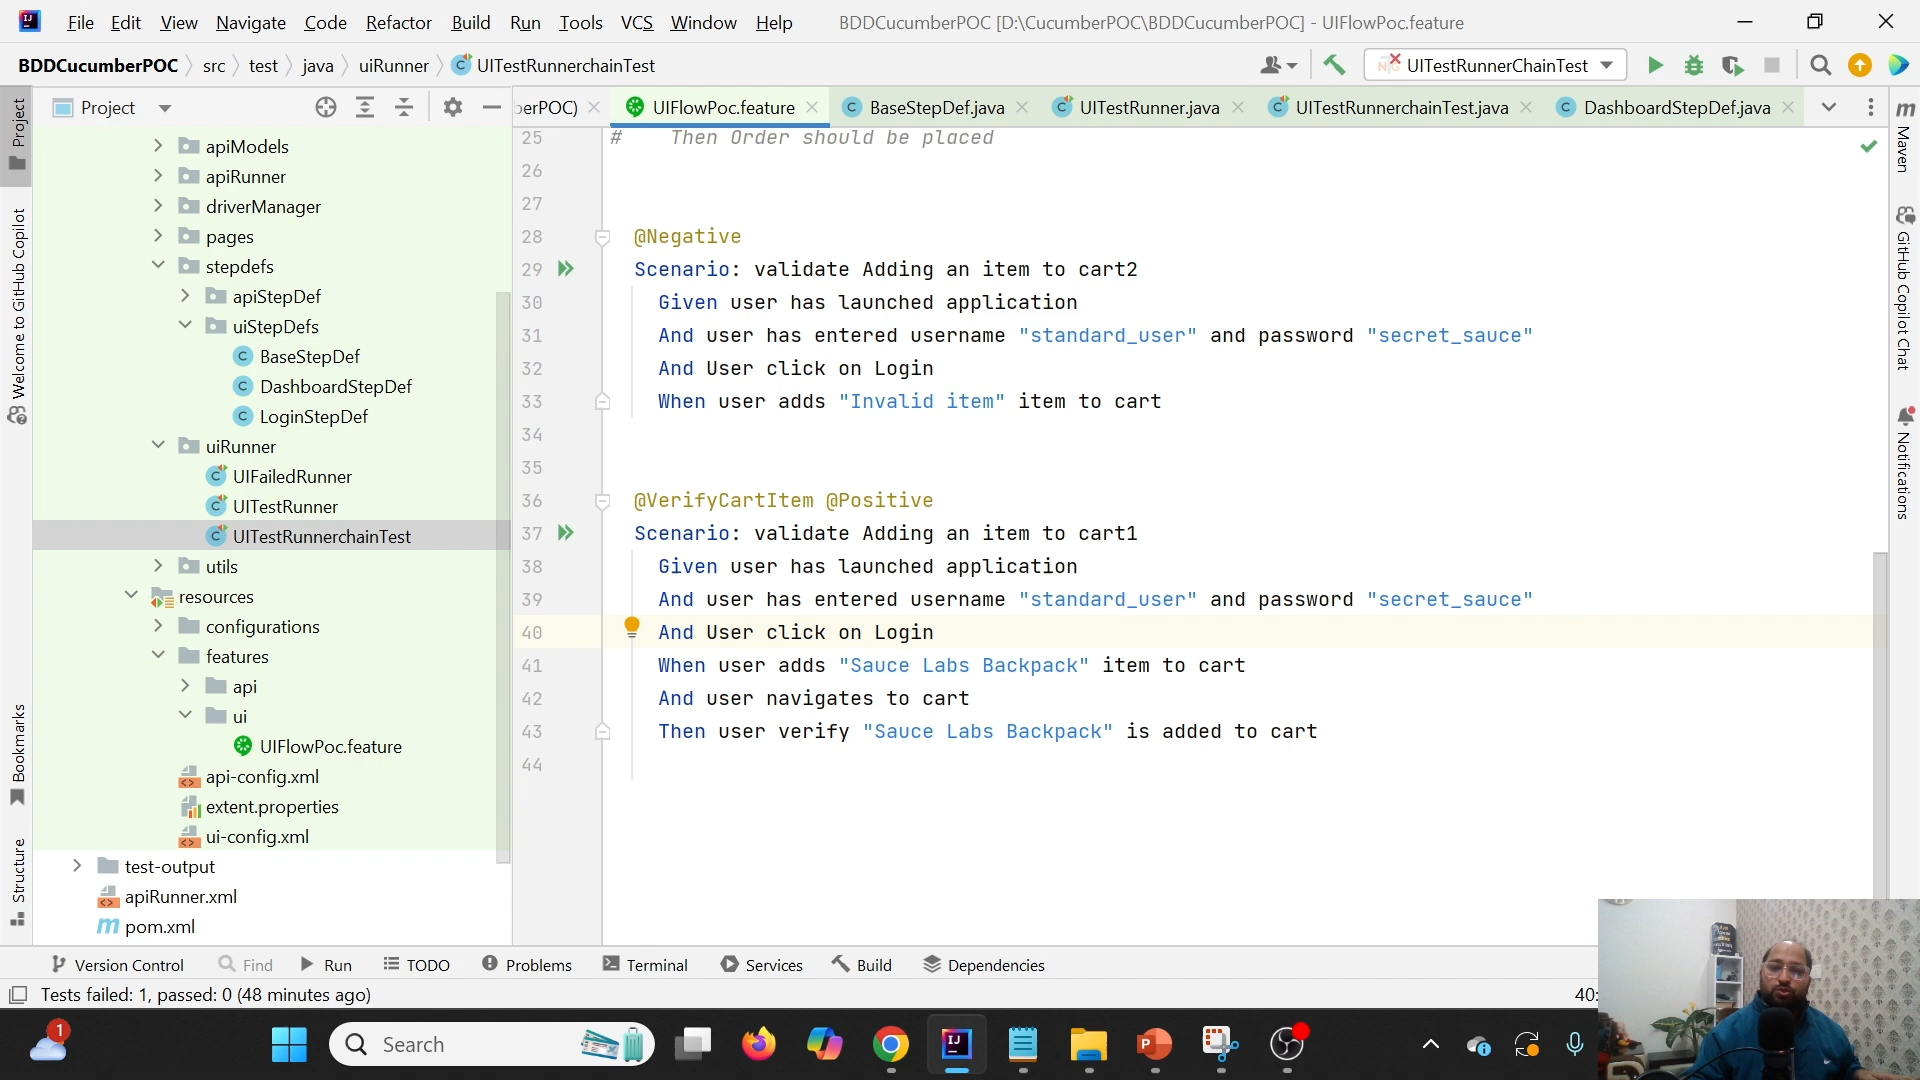 File Edit View Navigate Code Refactor Build Run Tools VCS Window Help BDDCucumberPOC [D:\CucumberPOC\BDDCucumberPOC] - UIFlowPoc.feature
BDDCucumberPOC src test java uiRunner UITestRunnerchainTest UITestRunnerChainTest
Project
berPOC) UIFlowPoc.feature BaseStepDef.java UITestRunner.java UITestRunnerchainTest.java DashboardStepDef.java
Project
Welcome to GitHub Copilot
Bookmarks
Structure
apiModels
apiRunner
driverManager
pages
stepdefs
apiStepDef
uiStepDefs
BaseStepDef
DashboardStepDef
LoginStepDef
uiRunner
UIFailedRunner
UITestRunner
UITestRunnerchainTest
utils
resources
configurations
features
api
ui
UIFlowPoc.feature
api-config.xml
extent.properties
ui-config.xml
test-output
apiRunner.xml
pom.xml
25 # Then Order should be placed
26
27
28 @Negative
29 Scenario: validate Adding an item to cart2
30 Given user has launched application
31 And user has entered username "standard_user" and password "secret_sauce"
32 And User click on Login
33 When user adds "Invalid item" item to cart
34
35
36 @VerifyCartItem @Positive
37 Scenario: validate Adding an item to cart1
38 Given user has launched application
39 And user has entered username "standard_user" and password "secret_sauce"
40 And User click on Login
41 When user adds "Sauce Labs Backpack" item to cart
42 And user navigates to cart
43 Then user verify "Sauce Labs Backpack" is added to cart
44
Maven
GitHub Copilot Chat
Notifications
Version Control Find Run TODO Problems Terminal Services Build Dependencies
Tests failed: 1, passed: 0 (48 minutes ago) 40:
1 Search